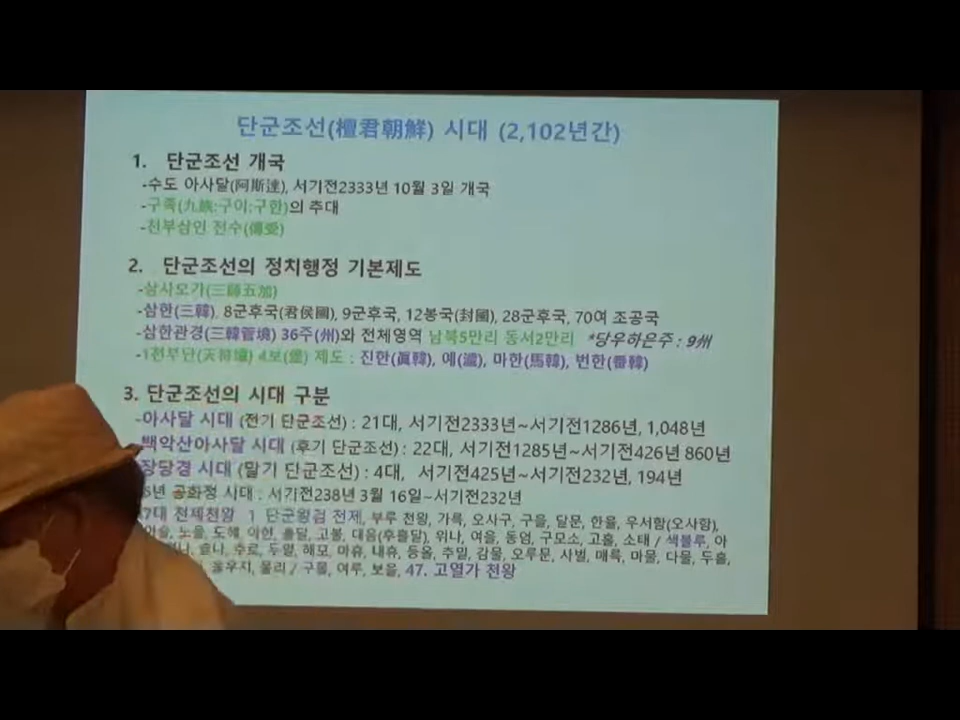 단군조선(檀君朝鮮) 시대 (2,102년간)
1. 단군조선 개국
-수도 아사달(阿斯達), 서기전2333년 10월 3일 개국
-구족(九族:구이:구한)의 추대
-천부삼인 전수(傳受)
2. 단군조선의 정치행정 기본제도
-삼사오가(三師五加)
-삼한(三韓), 8군후국(君侯國), 9군후국, 12봉국(封國), 28군후국, 70여 조공국
-삼한관경(三韓管境) 36주(州)와 전체영역 남북5만리 동서2만리 *당우하은주 : 9州
-1천부단(天符壇) 4보(堡) 제도 : 진한(眞韓), 예(濊), 마한(馬韓), 번한(番韓)
3. 단군조선의 시대 구분
-아사달 시대 (전기 단군조선) : 21대, 서기전2333년~서기전1286년, 1,048년
-백악산아사달 시대 (후기 단군조선) : 22대, 서기전1285년~서기전426년 860년
장당경 시대 (말기 단군조선) : 4대, 서기전425년~서기전232년, 194년
6년 공화정 시대 : 서기전238년 3월 16일~서기전232년
47대 천제천왕 1 단군왕검 천제, 부루 천왕, 가륵, 오사구, 구을, 달문, 한율, 우서함(오사함),
아술, 노을, 도해, 아한, 흘달, 고불, 대음(후흘달), 위나, 여을, 동엄, 구모소, 고홀, 소태 / 색불루, 아
솔나, 추로, 두밀, 해모, 마휴, 내휴, 등올, 추밀, 감물, 오루문, 사벌, 매륵, 마물, 다물, 두홀,
을우지, 물리 / 구물, 여루, 보을, 47. 고열가 천왕